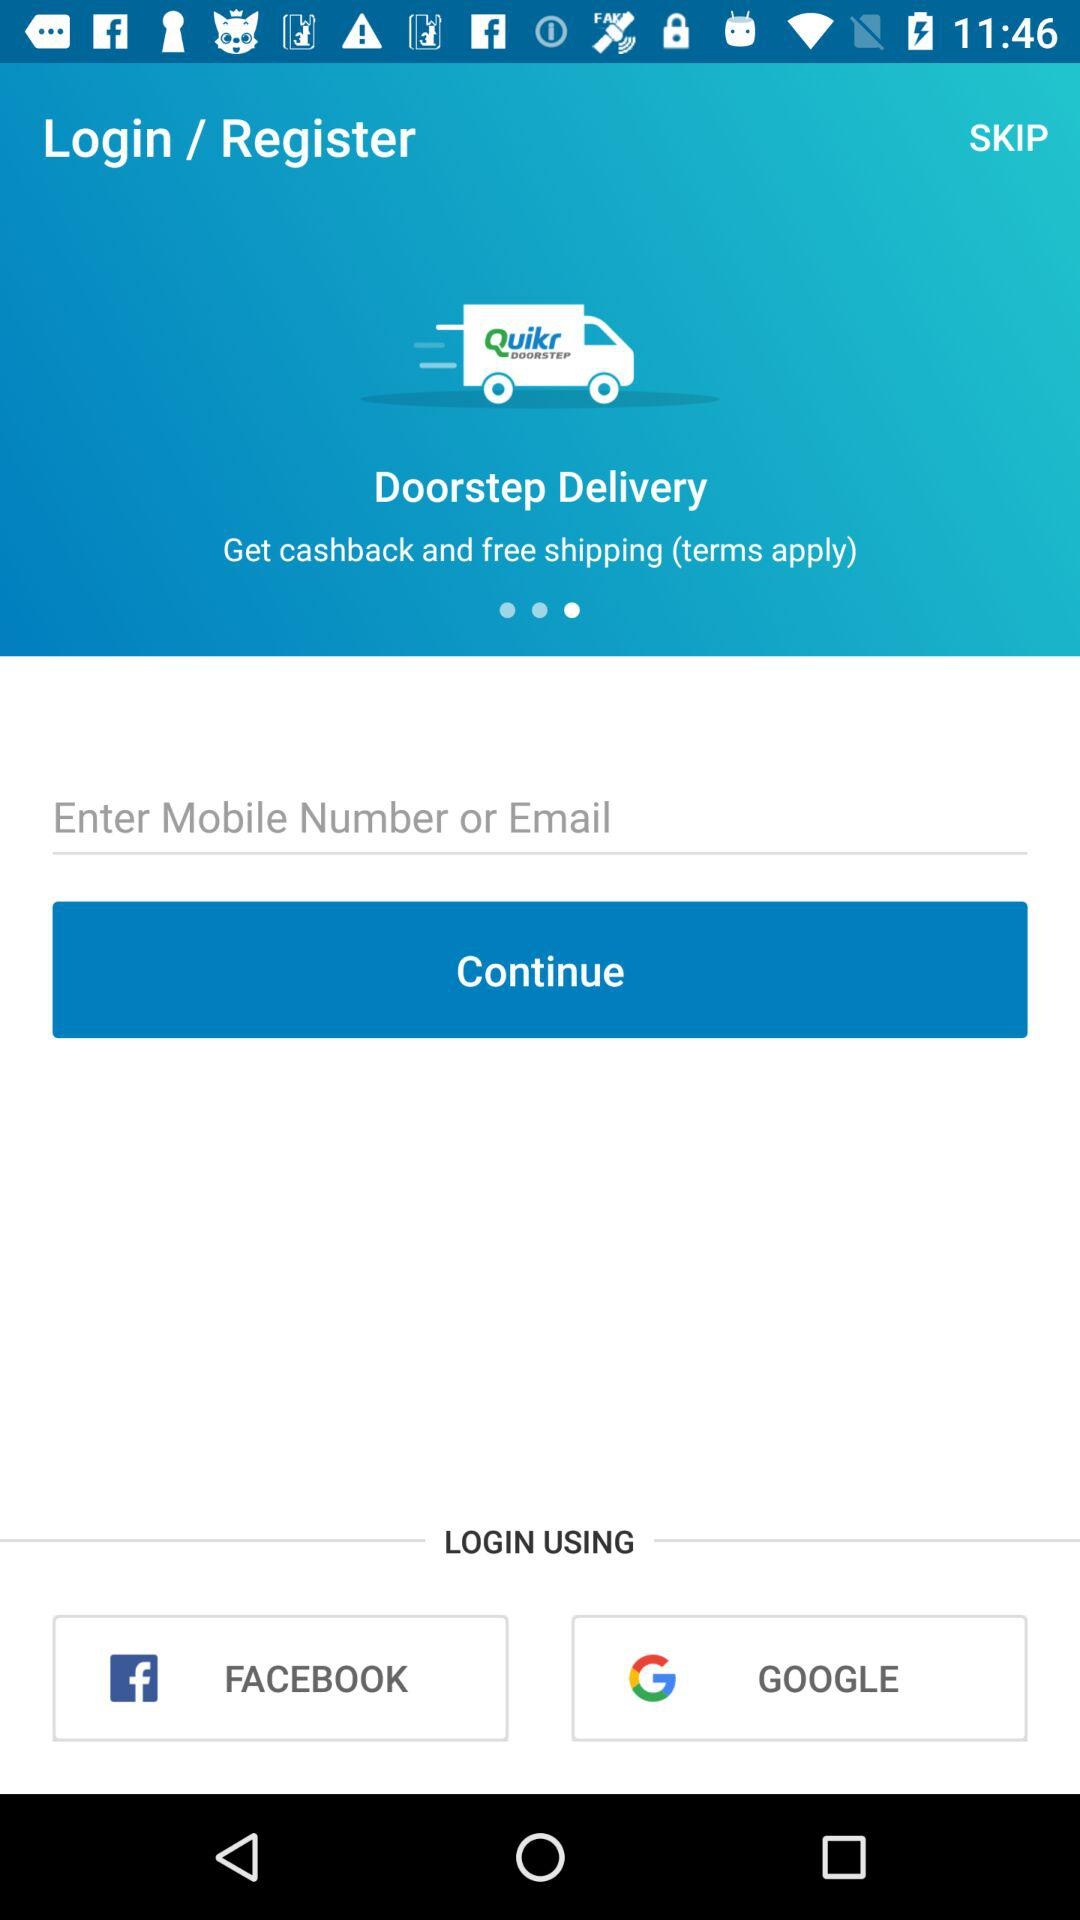 11:46
Login / Register
SKIP
Quikr
DOORSTEP
Doorstep Delivery
Get cashback and free shipping (terms apply)
Enter Mobile Number or Email
Continue
LOGIN USING
FACEBOOK
GOOGLE